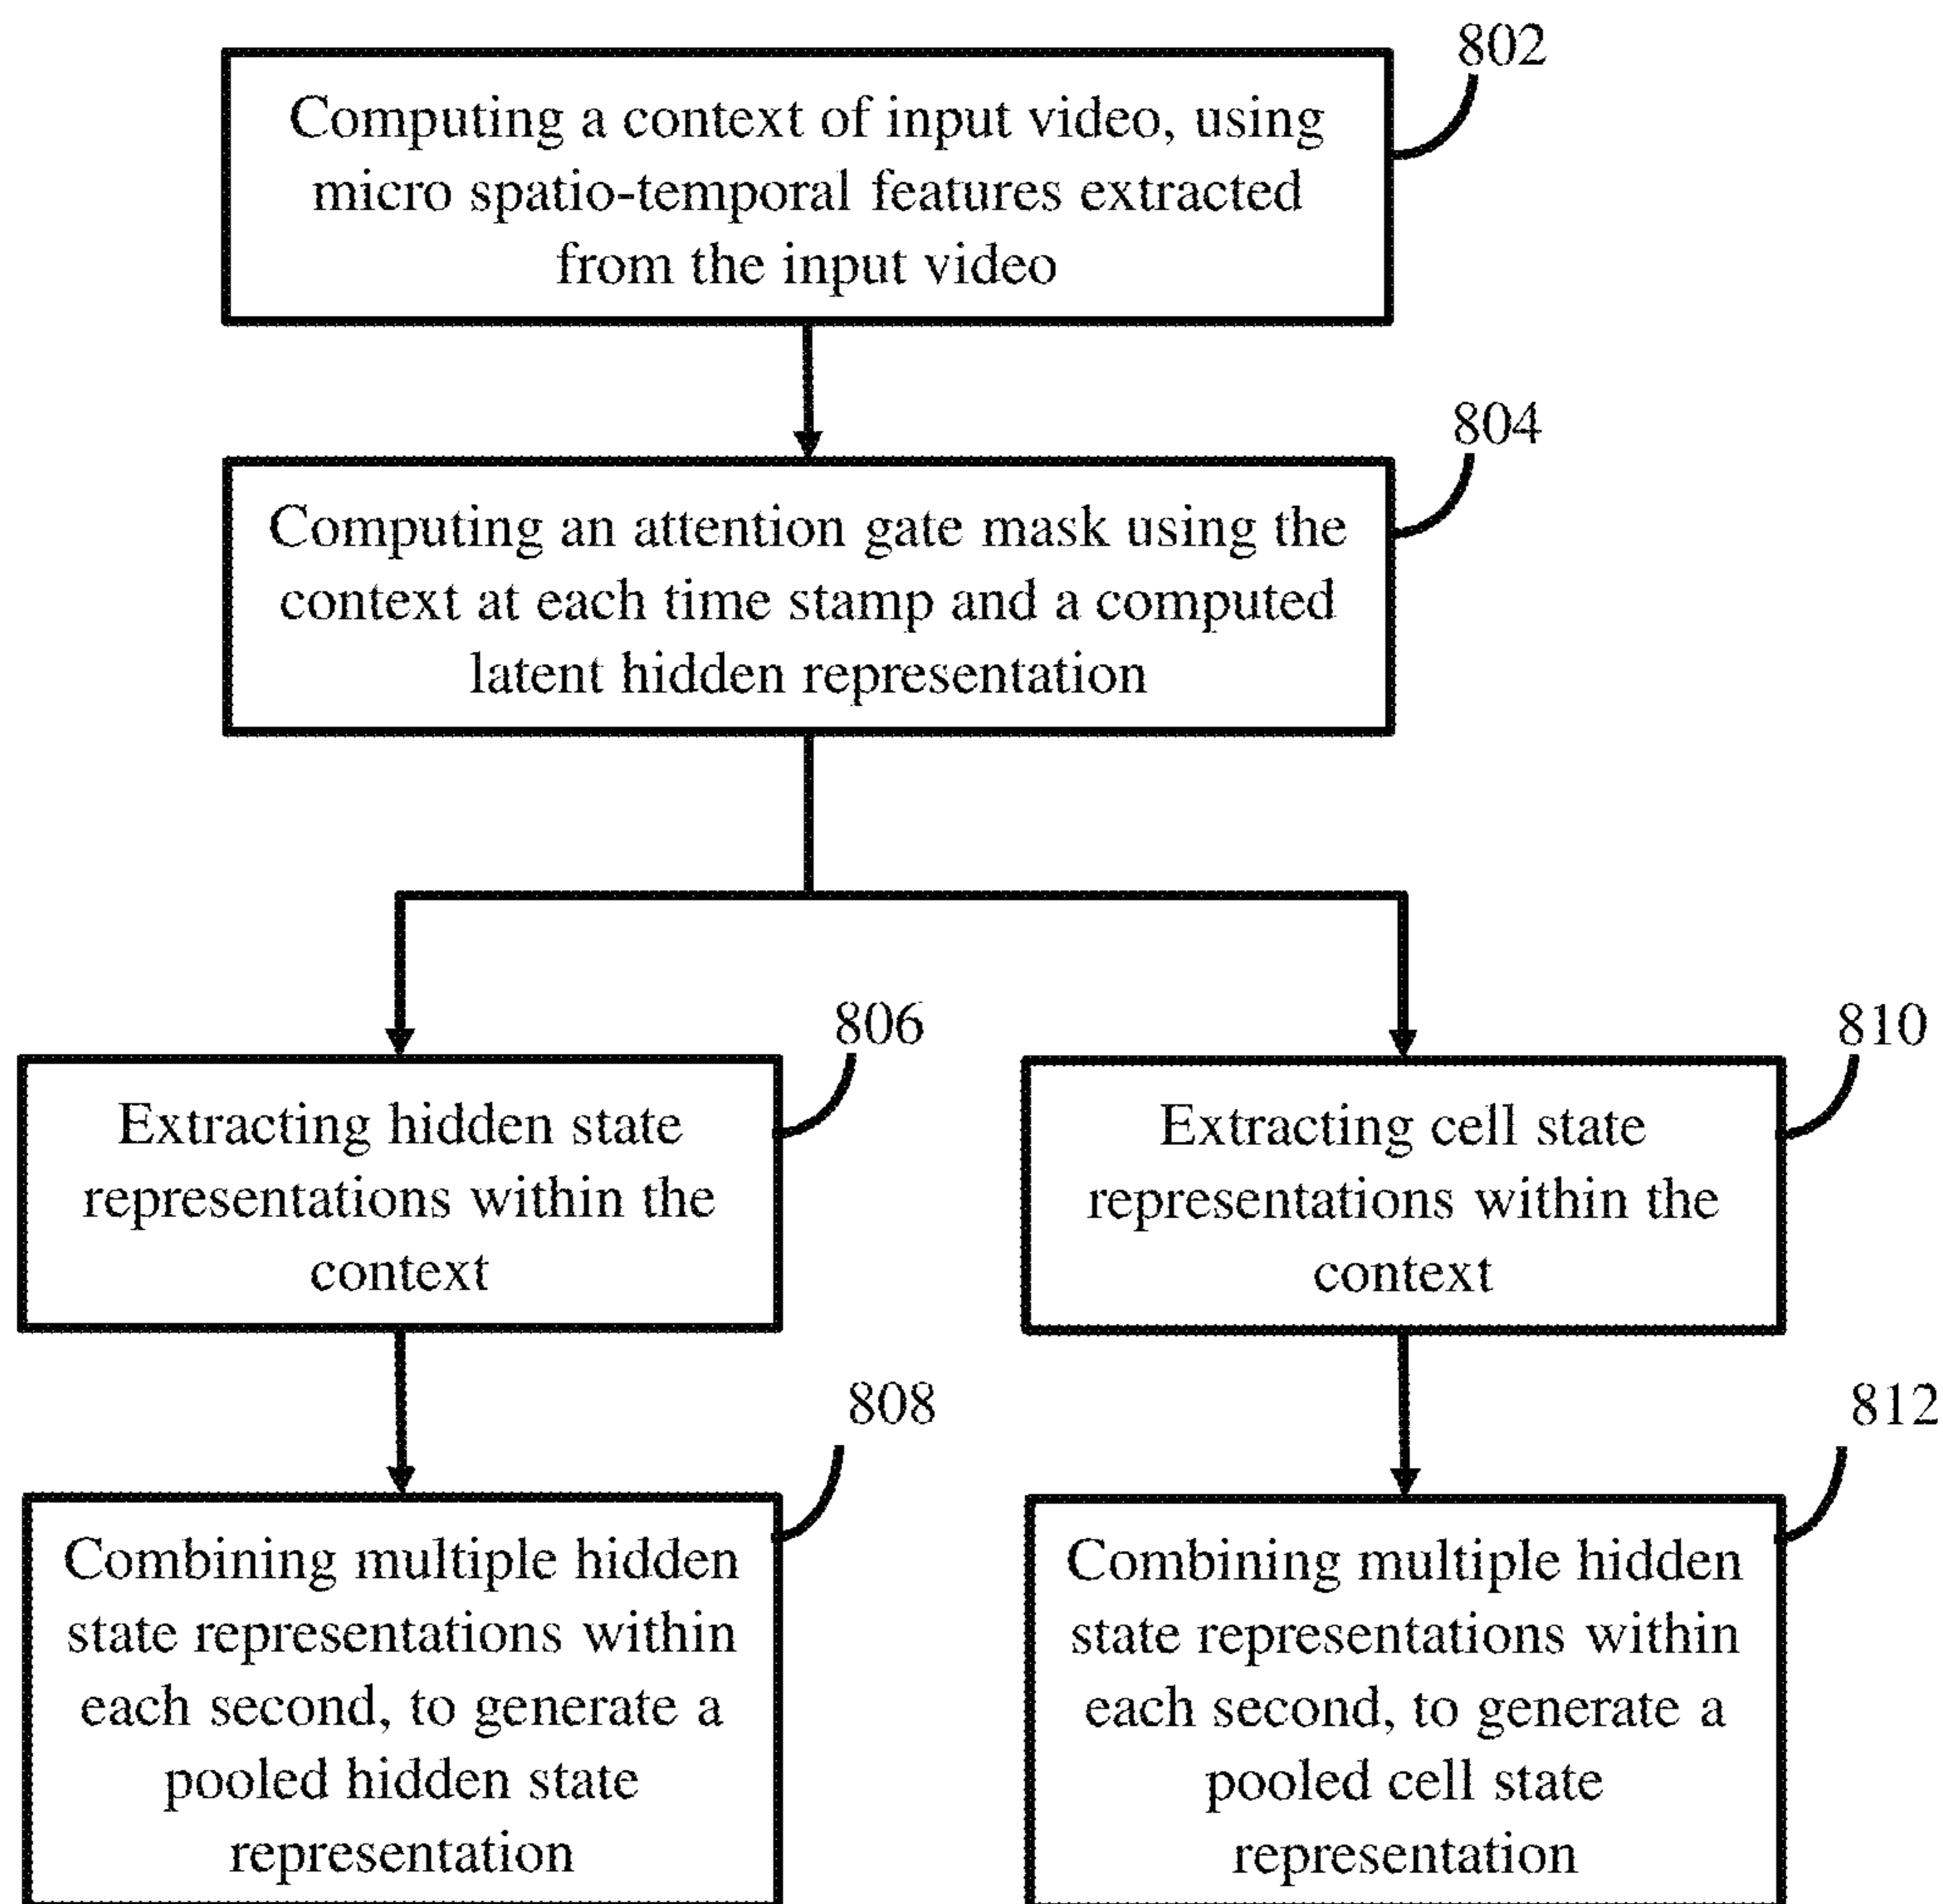 802
Computing a context of input video, using
micro spatio-temporal features extracted
from the input video
804
Computing an attention gate mask using the
context at each time stamp and a computed
latent hidden representation
806
Extracting hidden state
representations within the
context
808
Combining multiple hidden
state representations within
each second, to generate a
pooled hidden state
representation
810
Extracting cell state
representations within the
context
812
Combining multiple hidden
state representations within
each second, to generate a
pooled cell state
representation